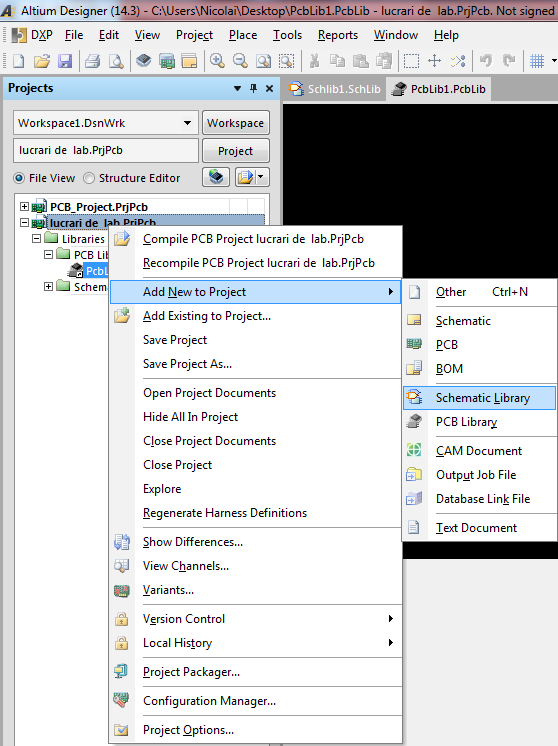 Altium Designer (14.3) - C:\Users\Nicolai\Desktop\PcbLib1.PcbLib - lucrari de lab.PrjPcb. Not signed
DXP File Edit View Project Place Tools Reports Window Help
Projects
Schlib1.SchLib PcbLib1.PcbLib
Workspace1.DsnWrk Workspace
lucrari de lab.PrjPcb Project
File View Structure Editor
PCB_Project.PrjPcb
lucrari de lab.PrjPcb
Libraries
PCB Lib
PcbL
Schema
Compile PCB Project lucrari de lab.PrjPcb
Recompile PCB Project lucrari de lab.PrjPcb
Add New to Project
Add Existing to Project...
Save Project
Save Project As...
Open Project Documents
Hide All In Project
Close Project Documents
Close Project
Explore
Regenerate Harness Definitions
Show Differences...
View Channels...
Variants...
Version Control
Local History
Project Packager...
Configuration Manager...
Project Options...
Other Ctrl+N
Schematic
PCB
BOM
Schematic Library
PCB Library
CAM Document
Output Job File
Database Link File
Text Document